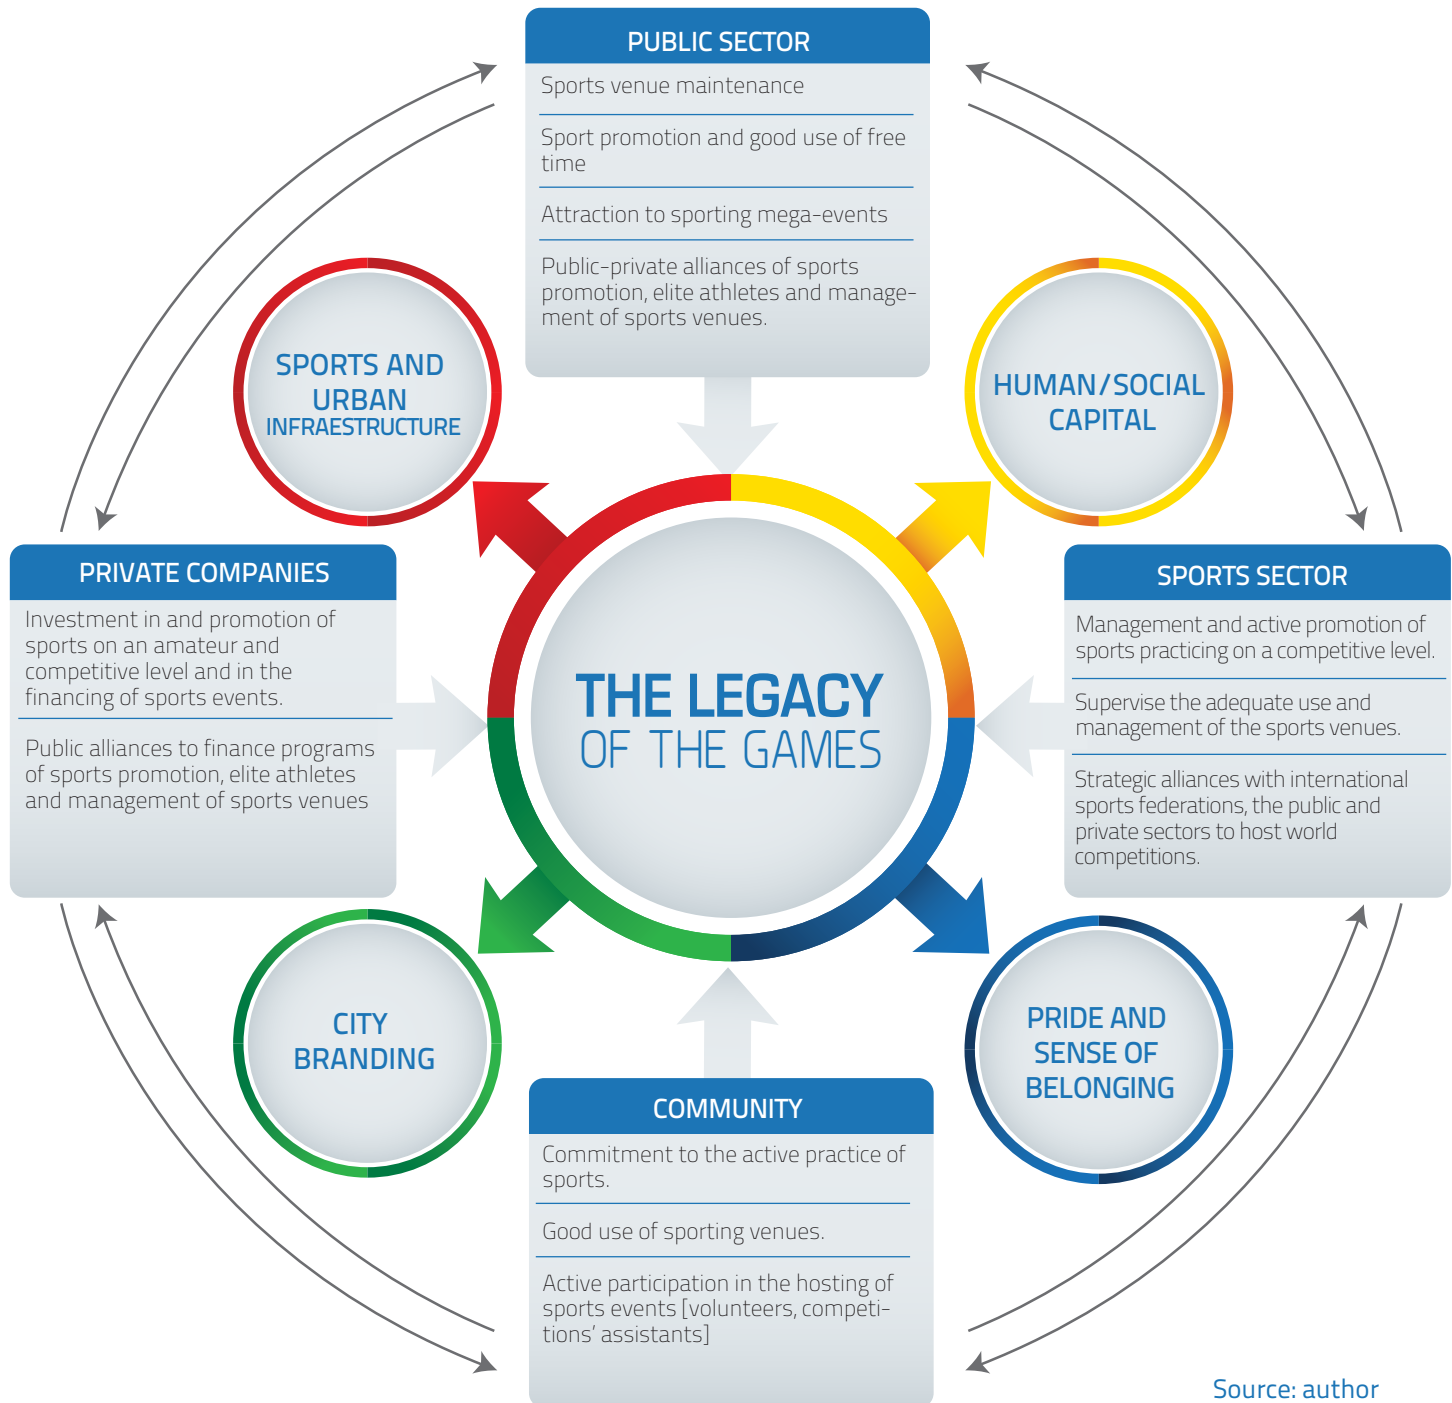 PUBLIC SECTOR
Sports venue maintenance
Sport promotion and good use of free
time
Attraction to sporting mega-events
Public-private alliances of sports
promotion, elite athletes and manage-
ment of sports venues.
SPORTS AND
URBAN
INFRAESTRUCTURE
HUMAN/SOCIAL
CAPITAL
PRIVATE COMPANIES
Investment in and promotion of
sports on an amateur and
competitive level and in the
financing of sports events.
Public alliances to finance programs
of sports promotion, elite athletes
and management of sports venues
THE LEGACY
OF THE GAMES
SPORTS SECTOR
Management and active promotion of
sports practicing on a competitive level.
Supervise the adequate use and
management of the sports venues.
Strategic alliances with international
sports federations, the public and
private sectors to host world
competitions.
CITY
BRANDING
PRIDE AND
SENSE OF
BELONGING
COMMUNITY
Commitment to the active practice of
sports.
Good use of sporting venues.
Active participation in the hosting of
sports events [volunteers, competi-
tions' assistants]
Source: author